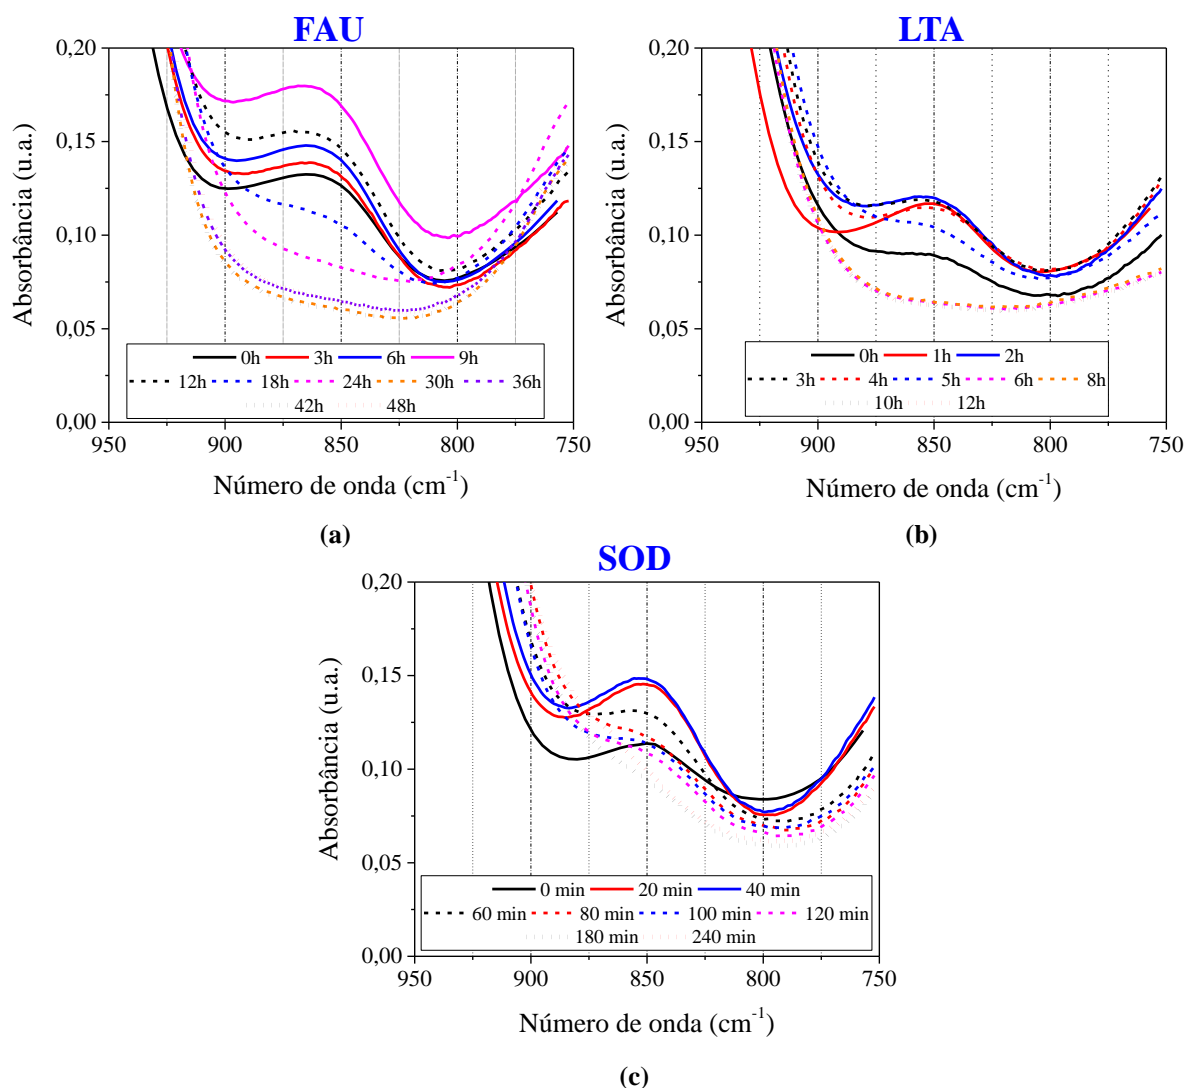 FAU
0,20
0,15
0,10
0,05
0,00
Absorbância (u.a.)
0h 3h 6h 9h
12h 18h 24h 30h 36h
42h 48h
950 900 850 800 750
Número de onda (cm-1)
(a)
LTA
0,20
0,15
0,10
0,05
0,00
Absorbância (u.a.)
0h 1h 2h
3h 4h 5h 6h 8h
10h 12h
950 900 850 800 750
Número de onda (cm-1)
(b)
SOD
0,20
0,15
0,10
0,05
0,00
Absorbância (u.a.)
0 min 20 min 40 min
60 min 80 min 100 min 120 min
180 min 240 min
950 900 850 800 750
Número de onda (cm-1)
(c)